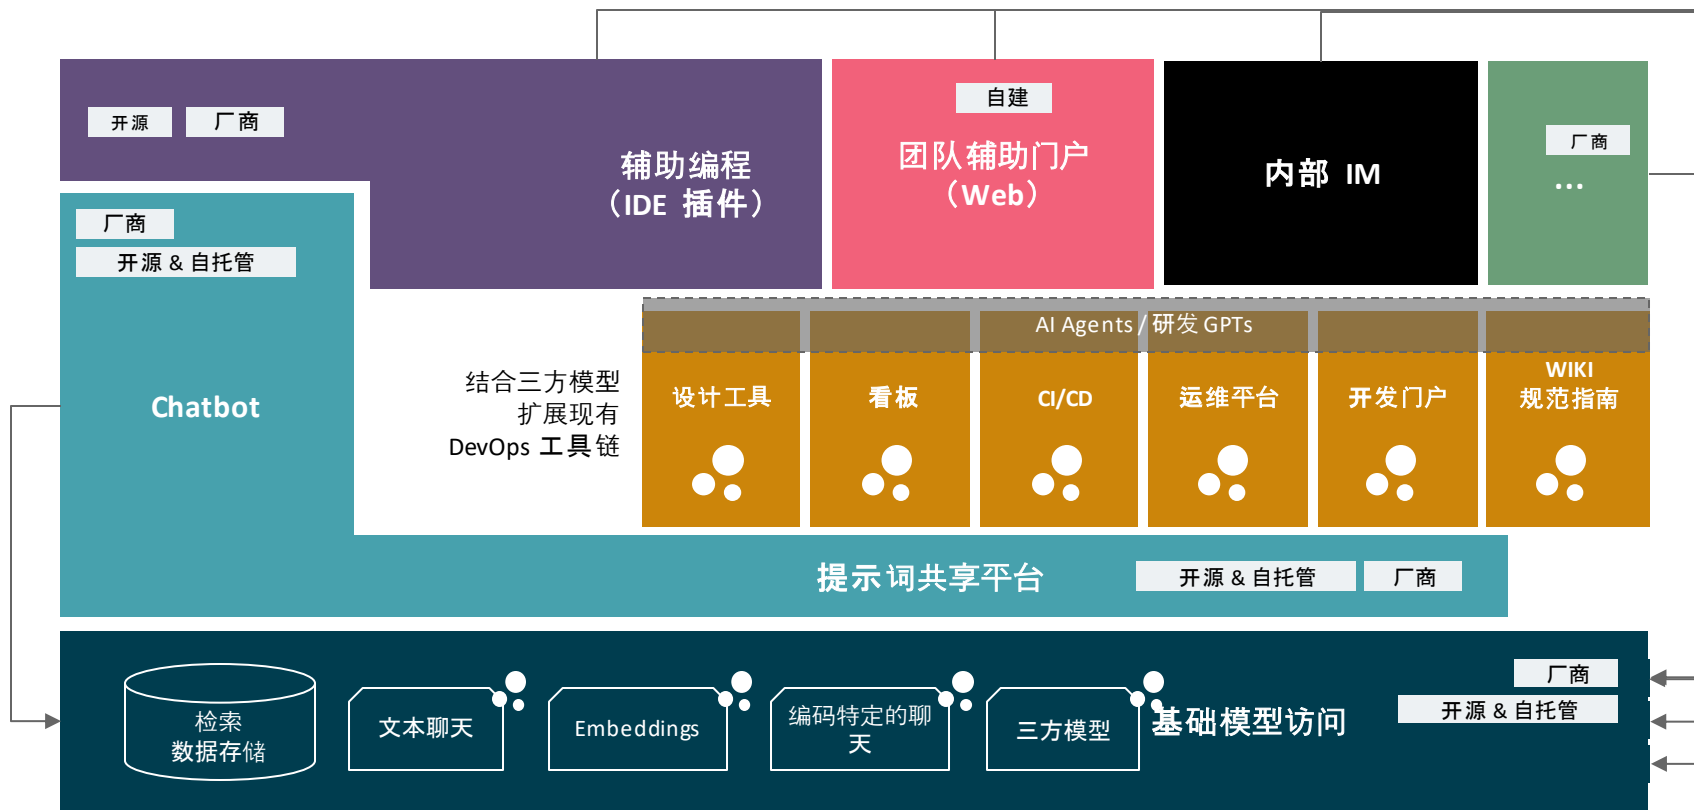 开源
厂商
辅助编程
（IDE 插件）
自建
团队辅助门户
（Web）
内部 IM
厂商
...
厂商
开源 & 自托管
Chatbot
结合三方模型
扩展现有
DevOps 工具链
AI Agents / 研发 GPTs
设计工具
看板
CI/CD
运维平台
开发门户
WIKI
规范指南
提示词共享平台
开源 & 自托管
厂商
检索
数据存储
文本聊天
Embeddings
编码特定的聊
天
三方模型
基础模型访问
厂商
开源 & 自托管